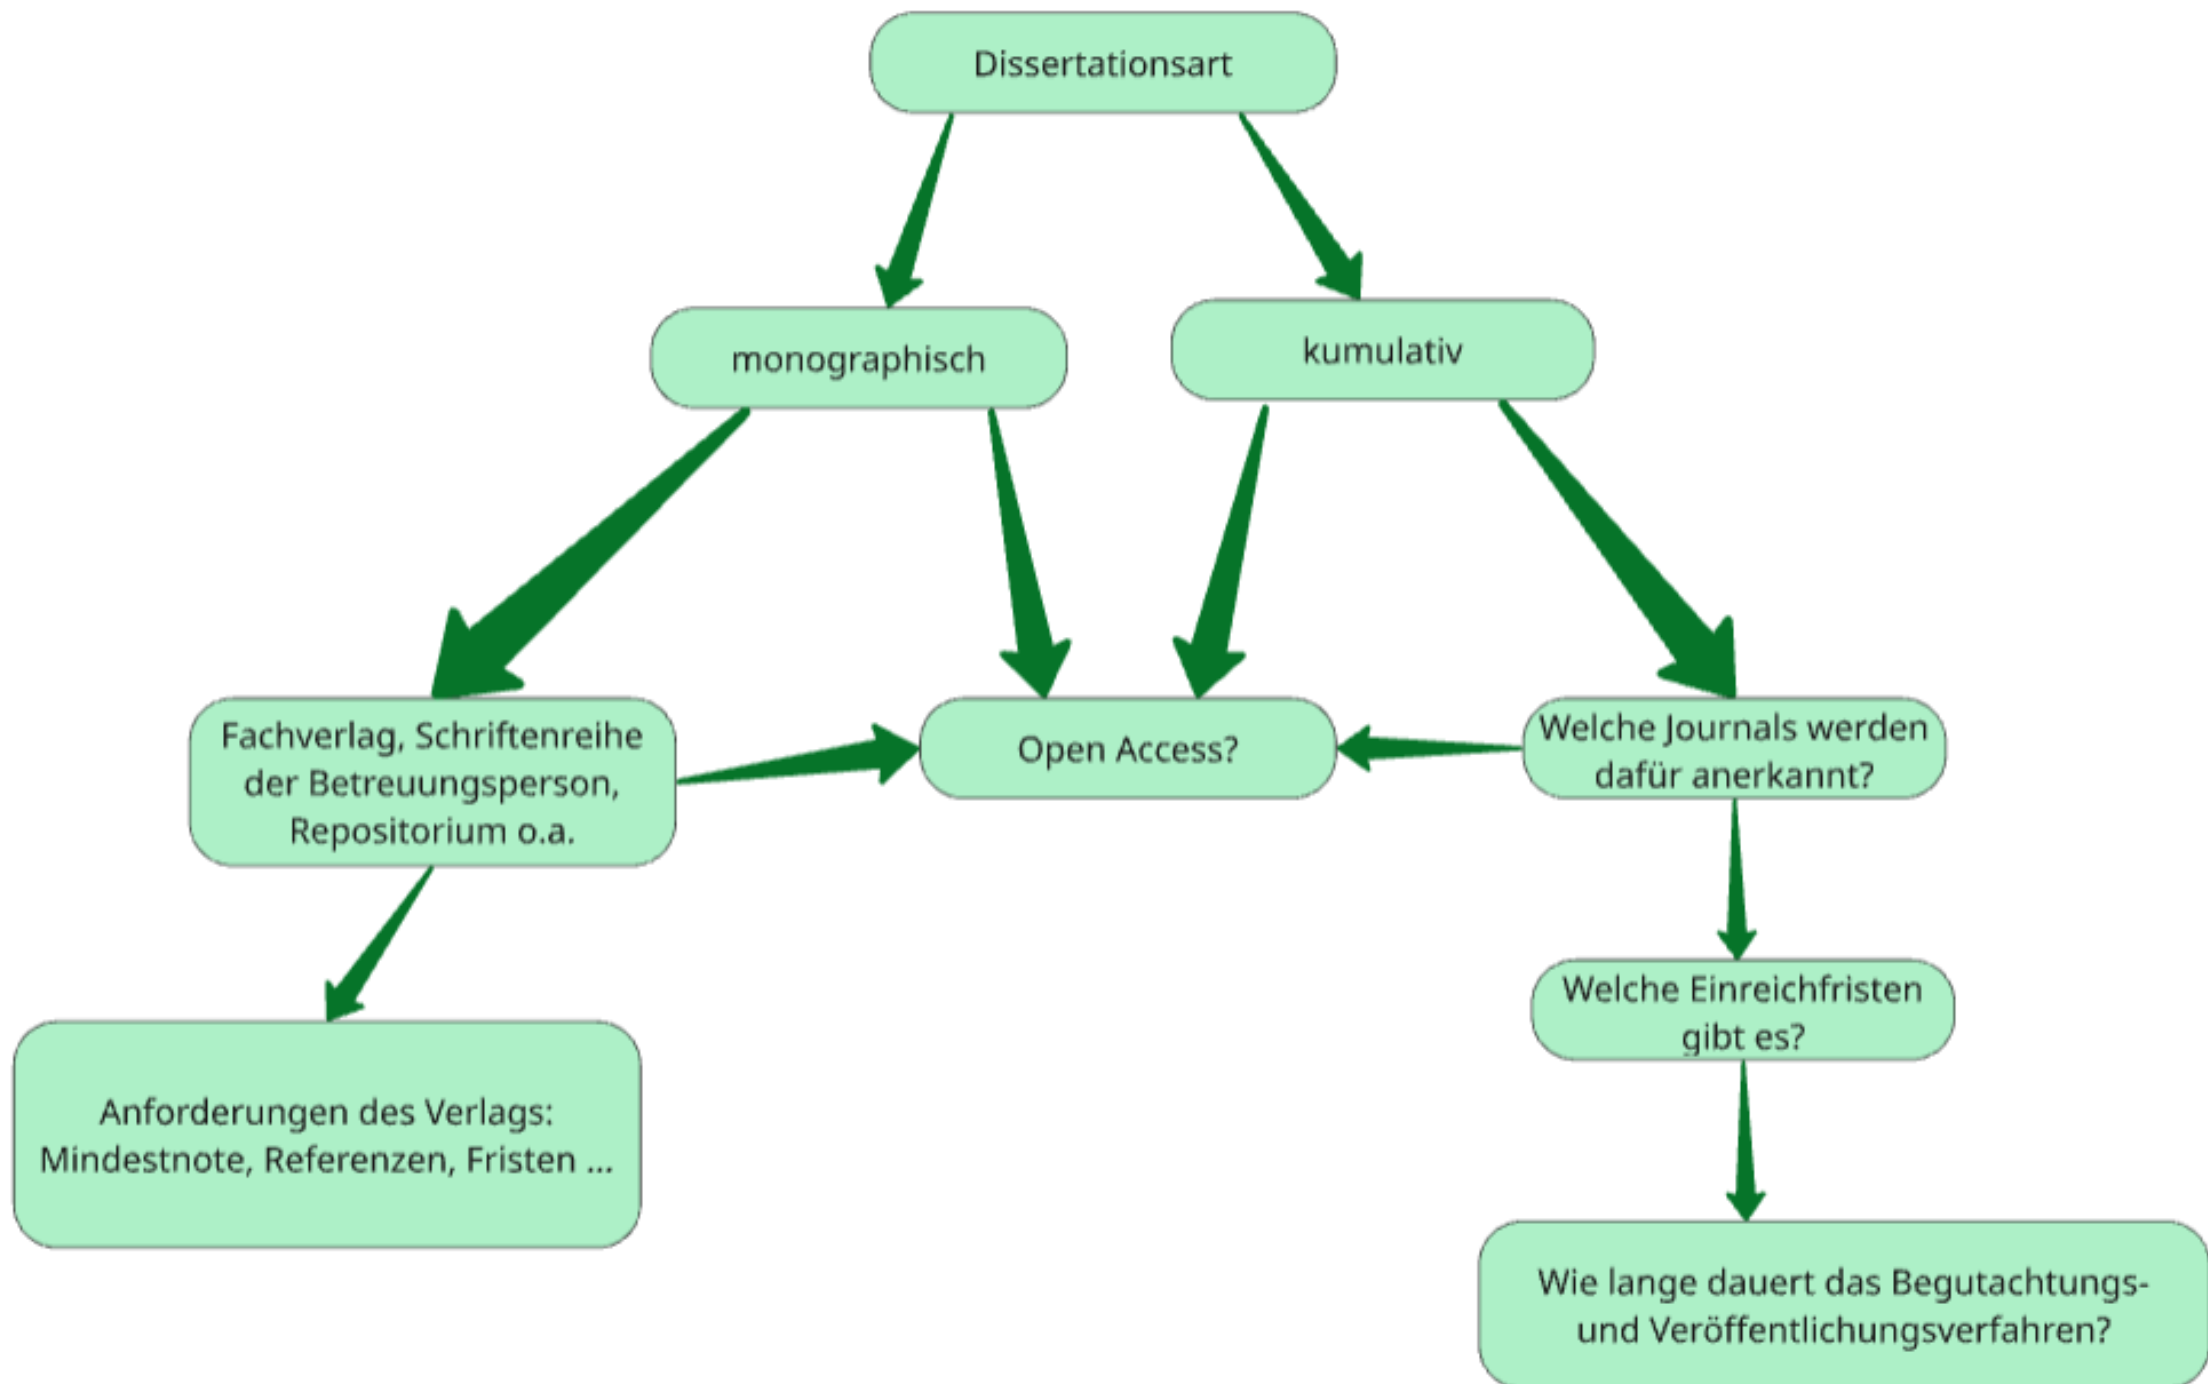 Dissertationsart
monographisch
kumulativ
Fachverlag, Schriftenreihe
der Betreuungsperson,
Repositorium o.a.
Open Access?
Welche Journals werden
dafür anerkannt?
Welche Einreichfristen
gibt es?
Anforderungen des Verlags:
Mindestnote, Referenzen, Fristen ...
Wie lange dauert das Begutachtungs-
und Veröffentlichungsverfahren?